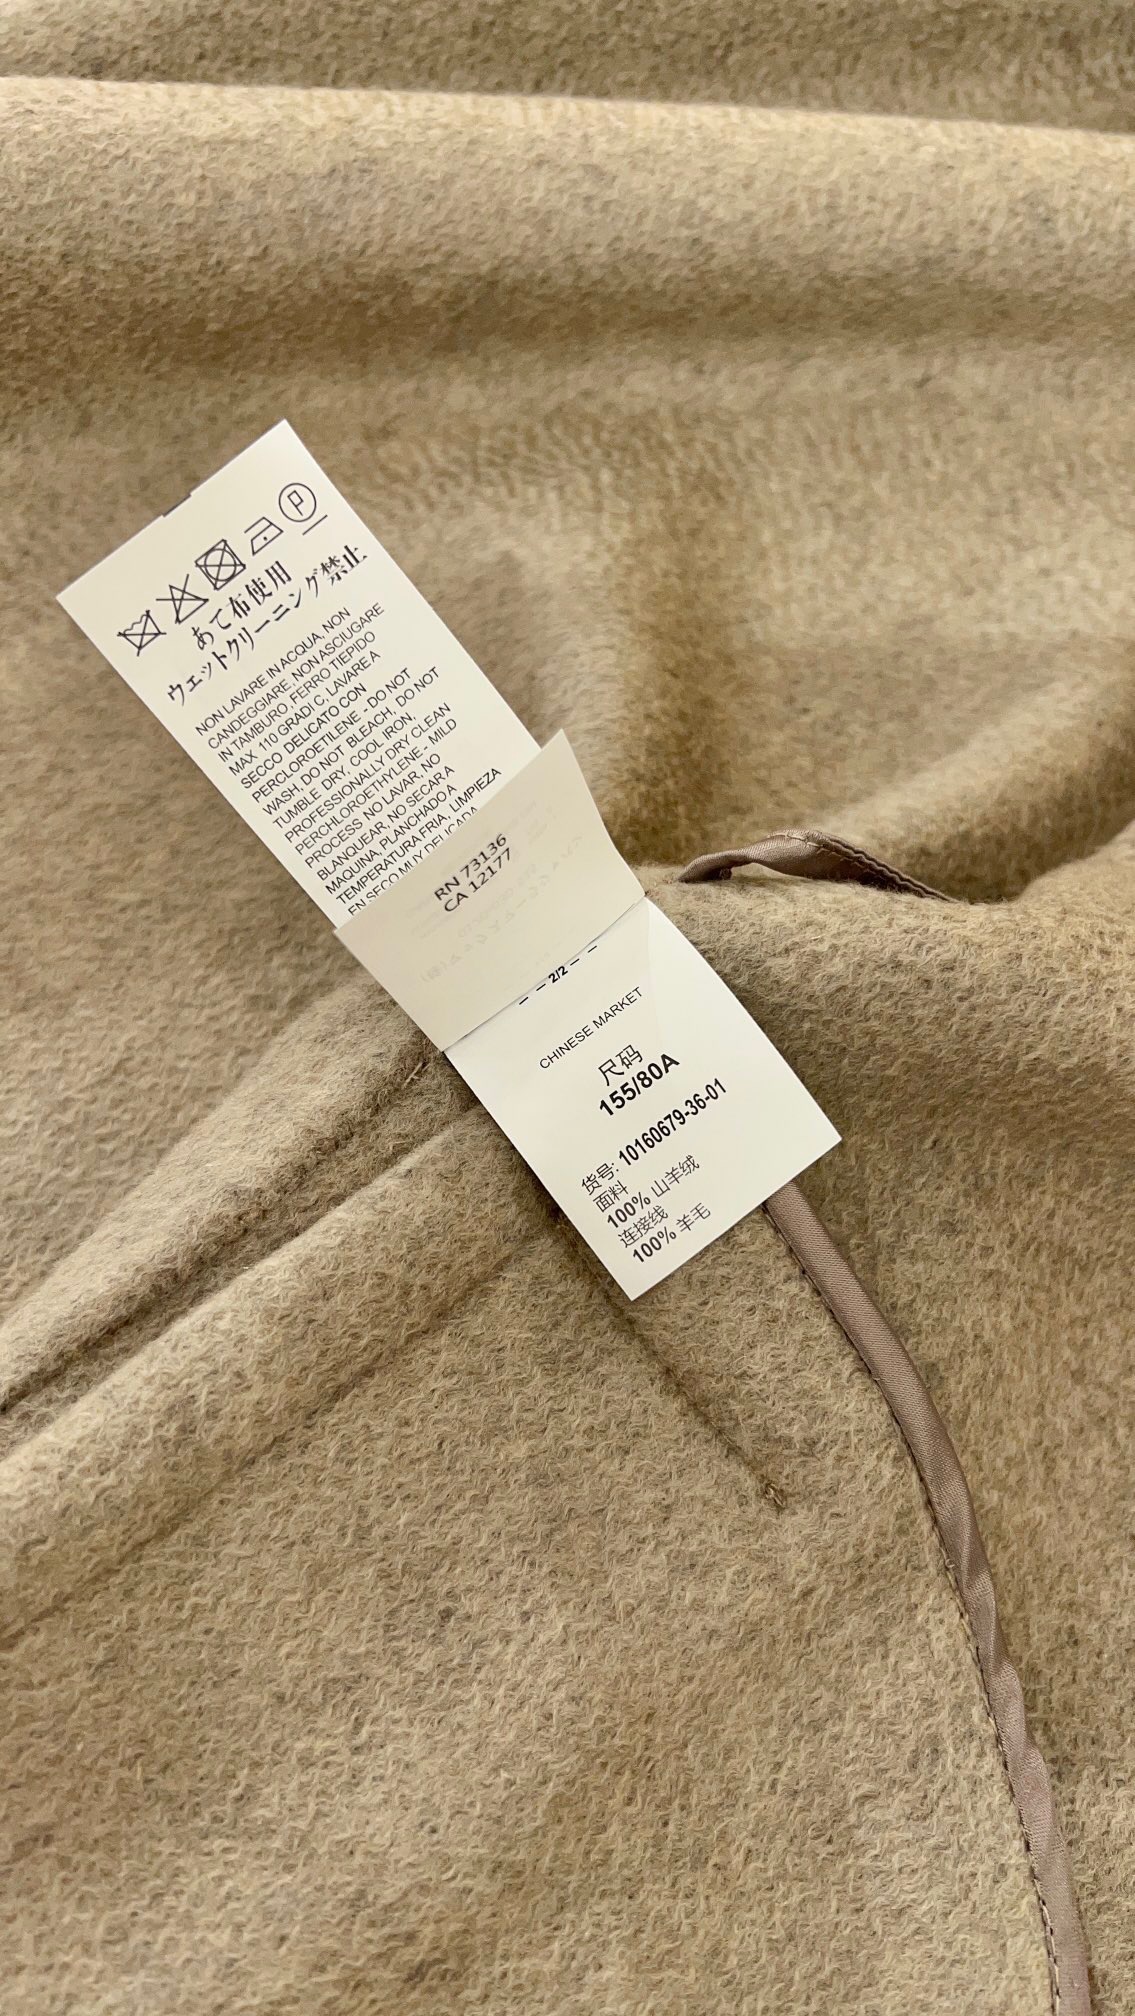 P
あて布使用
ウェットクリーニング禁止
NON LAVARE IN ACQUA, NON
CANDEGGIARE, NON ASCIUGARE
IN TAMBURO, FERRO TIEPIDO
MAX. 110 GRADI C, LAVARE A
SECCO DELICATO CON
PERCLOROETILENE - DO NOT
WASH, DO NOT BLEACH, DO NOT
TUMBLE DRY, COOL IRON,
PROFESSIONALLY DRY CLEAN
PERCHLOROETHYLENE - MILD
PROCESS NO LAVAR, NO
BLANQUEAR, NO SECAR A
MAQUINA, PLANCHADO A
TEMPERATURA FRIA, LIMPIEZA
EN SECO MUY DELICADA
RN 73136
CA 12177
- - 2/2 - -
CHINESE MARKET
尺码
155/80A
货号: 10160679-36-01
面料
100% 山羊绒
连接线
100% 羊毛